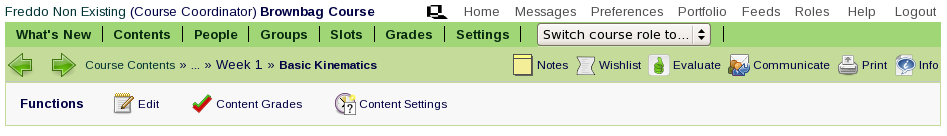 Freddo Non Existing (Course Coordinator) Brownbag Course Home Messages Preferences Portfolio Feeds Roles Help Logout
What's New Contents People Groups Slots Grades Settings Switch course role to...
Course Contents » ... » Week 1 » Basic Kinematics Notes Wishlist Evaluate Communicate Print Info
Functions Edit Content Grades Content Settings